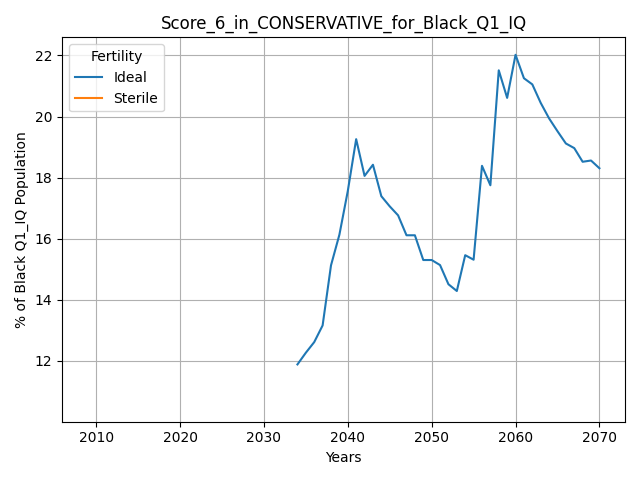 Score_6_in_CONSERVATIVE_for_Black_Q1_IQ
Fertility
Ideal
Sterile
% of Black Q1_IQ Population
22
20
18
16
14
12
2010 2020 2030 2040 2050 2060 2070
Years